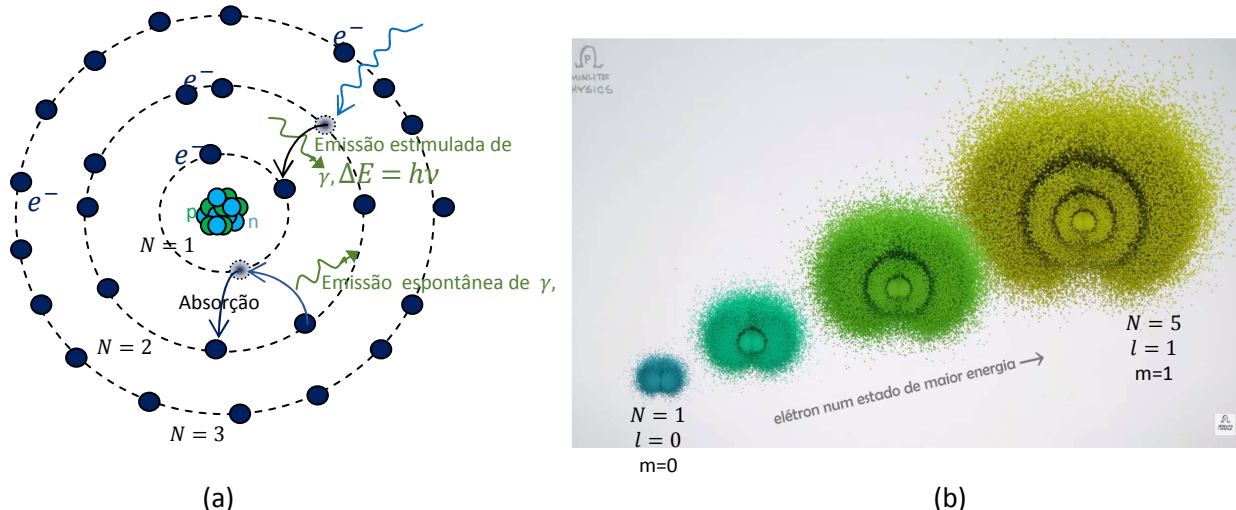 e⁻
e⁻
e⁻
e⁻
Emissão estimulada de
γ, ΔE = hν
p
n
N = 1
Emissão espontânea de γ,
Absorção
N = 2
N = 3
(a)
P
MINUTE
PHYSICS
elétron num estado de maior energia
N = 1
l = 0
m=0
N = 5
l = 1
m=1
(b)